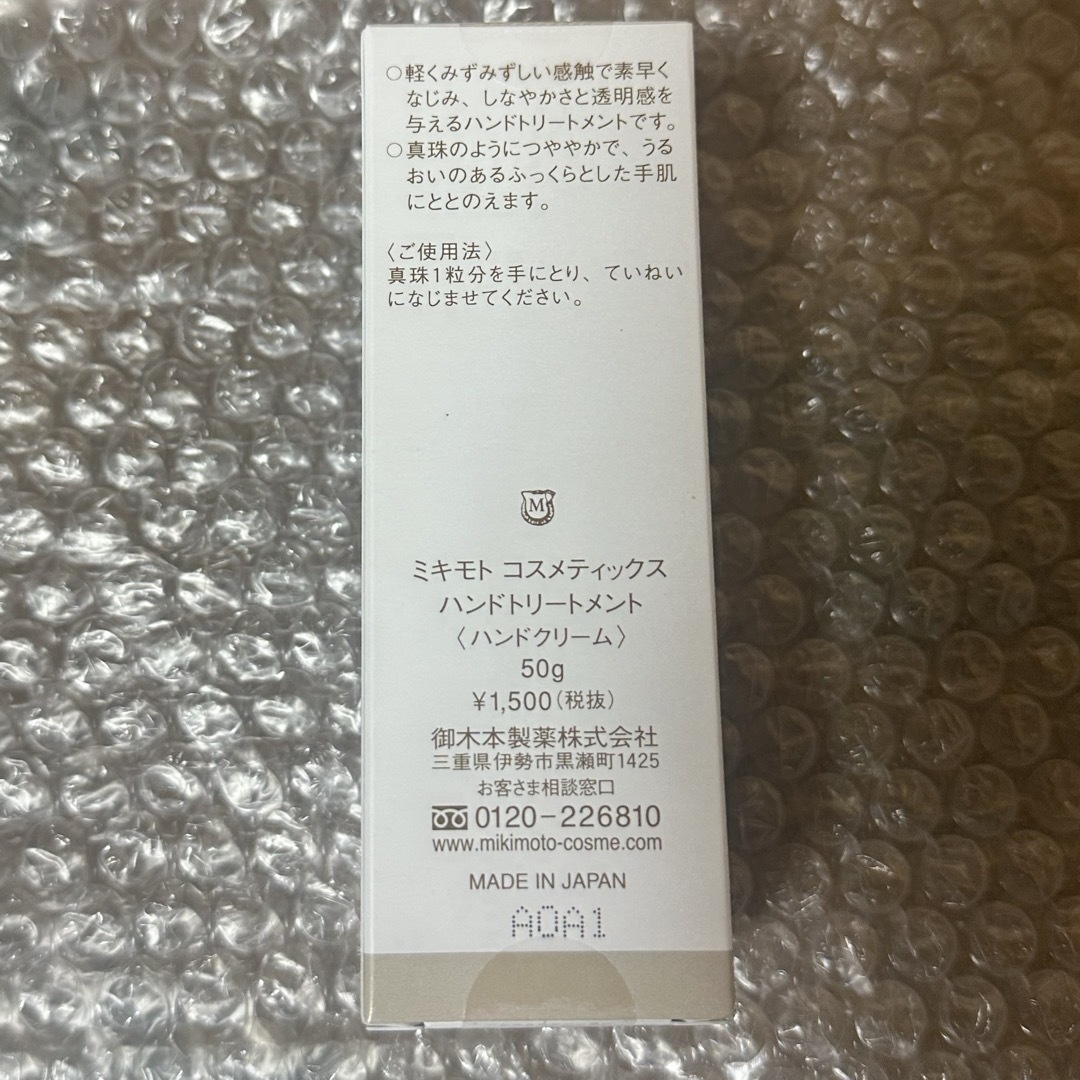 ○軽くみずみずしい感触で素早く
なじみ、しなやかさと透明感を
与えるハンドトリートメントです。
○真珠のようにつややかで、うる
おいのあるふっくらとした手肌
にととのえます。
〈ご使用法〉
真珠1粒分を手にとり、ていねい
になじませてください。
M
ミキモト コスメティックス
ハンドトリートメント
〈ハンドクリーム〉
50g
¥1,500(税抜)
御木本製薬株式会社
三重県伊勢市黒瀬町1425
お客さま相談窓口
0120-226810
www.mikimoto-cosme.com
MADE IN JAPAN
A0A1